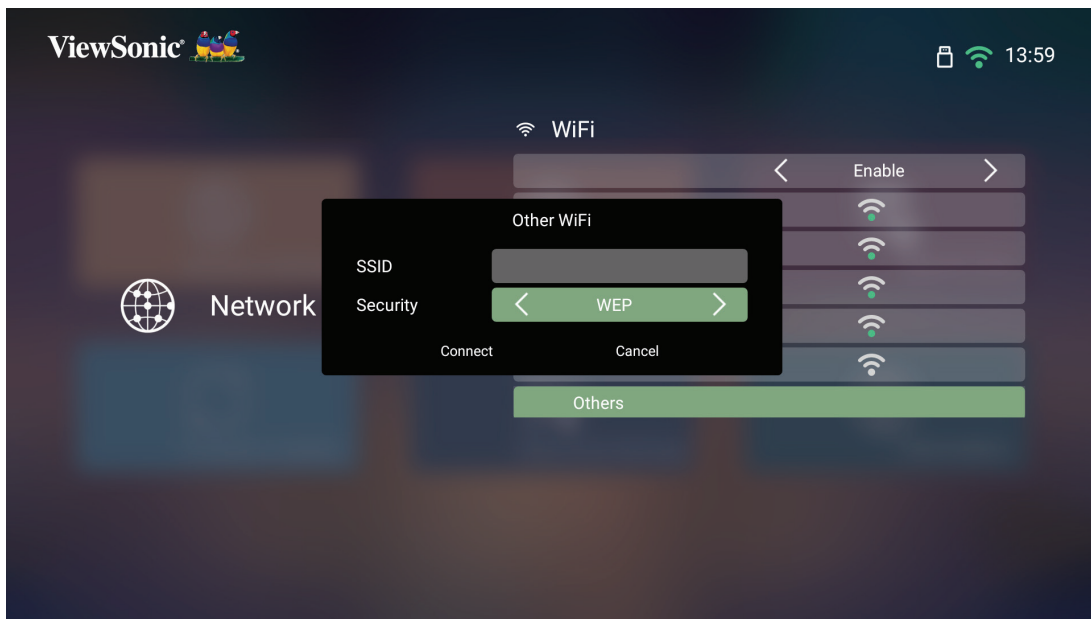 ViewSonic
13:59
WiFi
Enable
Other WiFi
SSID
Network
Security
WEP
Connect
Cancel
Others